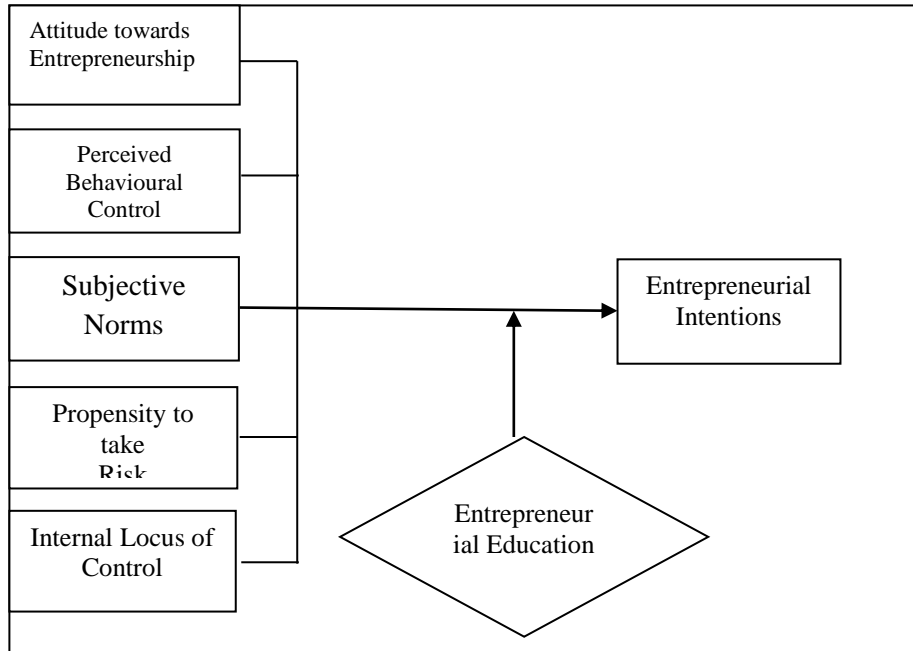 Attitude towards
Entrepreneurship
Perceived
Behavioural
Control
Subjective
Norms
Propensity to
take
Risk
Internal Locus of
Control
Entrepreneurial
Intentions
Entrepreneur
ial Education